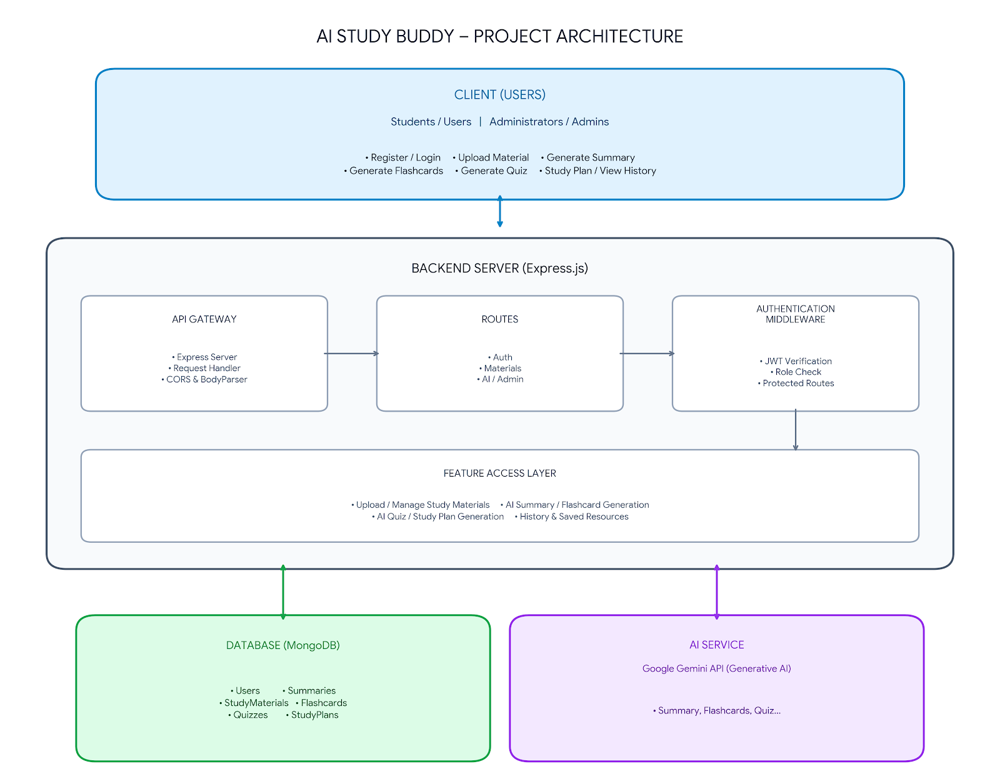 AI STUDY BUDDY – PROJECT ARCHITECTURE
CLIENT (USERS)
Students / Users | Administrators / Admins
• Register / Login • Upload Material • Generate Summary
• Generate Flashcards • Generate Quiz • Study Plan / View History
BACKEND SERVER (Express.js)
API GATEWAY
• Express Server
• Request Handler
• CORS & BodyParser
ROUTES
• Auth
• Materials
• AI / Admin
AUTHENTICATION
MIDDLEWARE
• JWT Verification
• Role Check
• Protected Routes
FEATURE ACCESS LAYER
• Upload / Manage Study Materials • AI Summary / Flashcard Generation
• AI Quiz / Study Plan Generation • History & Saved Resources
DATABASE (MongoDB)
• Users • Summaries
• StudyMaterials • Flashcards
• Quizzes • StudyPlans
AI SERVICE
Google Gemini API (Generative AI)
• Summary, Flashcards, Quiz...